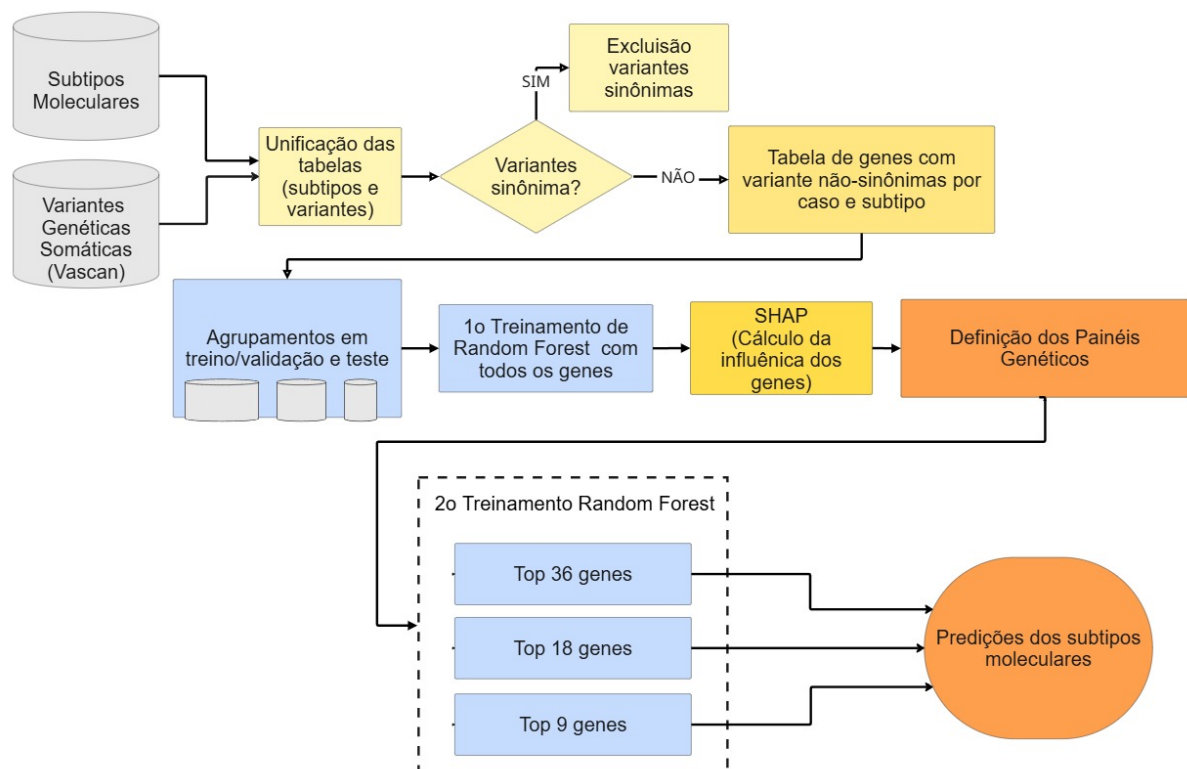 Subtipos
Moleculares
Variantes
Genéticas
Somáticas
(Vascan)
Unificação das
tabelas
(subtipos e
variantes)
Variantes
sinônima?
SIM
Excluisão
variantes
sinônimas
NÃO
Tabela de genes com
variante não-sinônimas por
caso e subtipo
Agrupamentos em
treino/validação e teste
1o Treinamento de
Random Forest com
todos os genes
SHAP
(Cálculo da
influênica dos
genes)
Definição dos Painéis
Genéticos
2o Treinamento Random Forest
Top 36 genes
Top 18 genes
Top 9 genes
Predições dos subtipos
moleculares